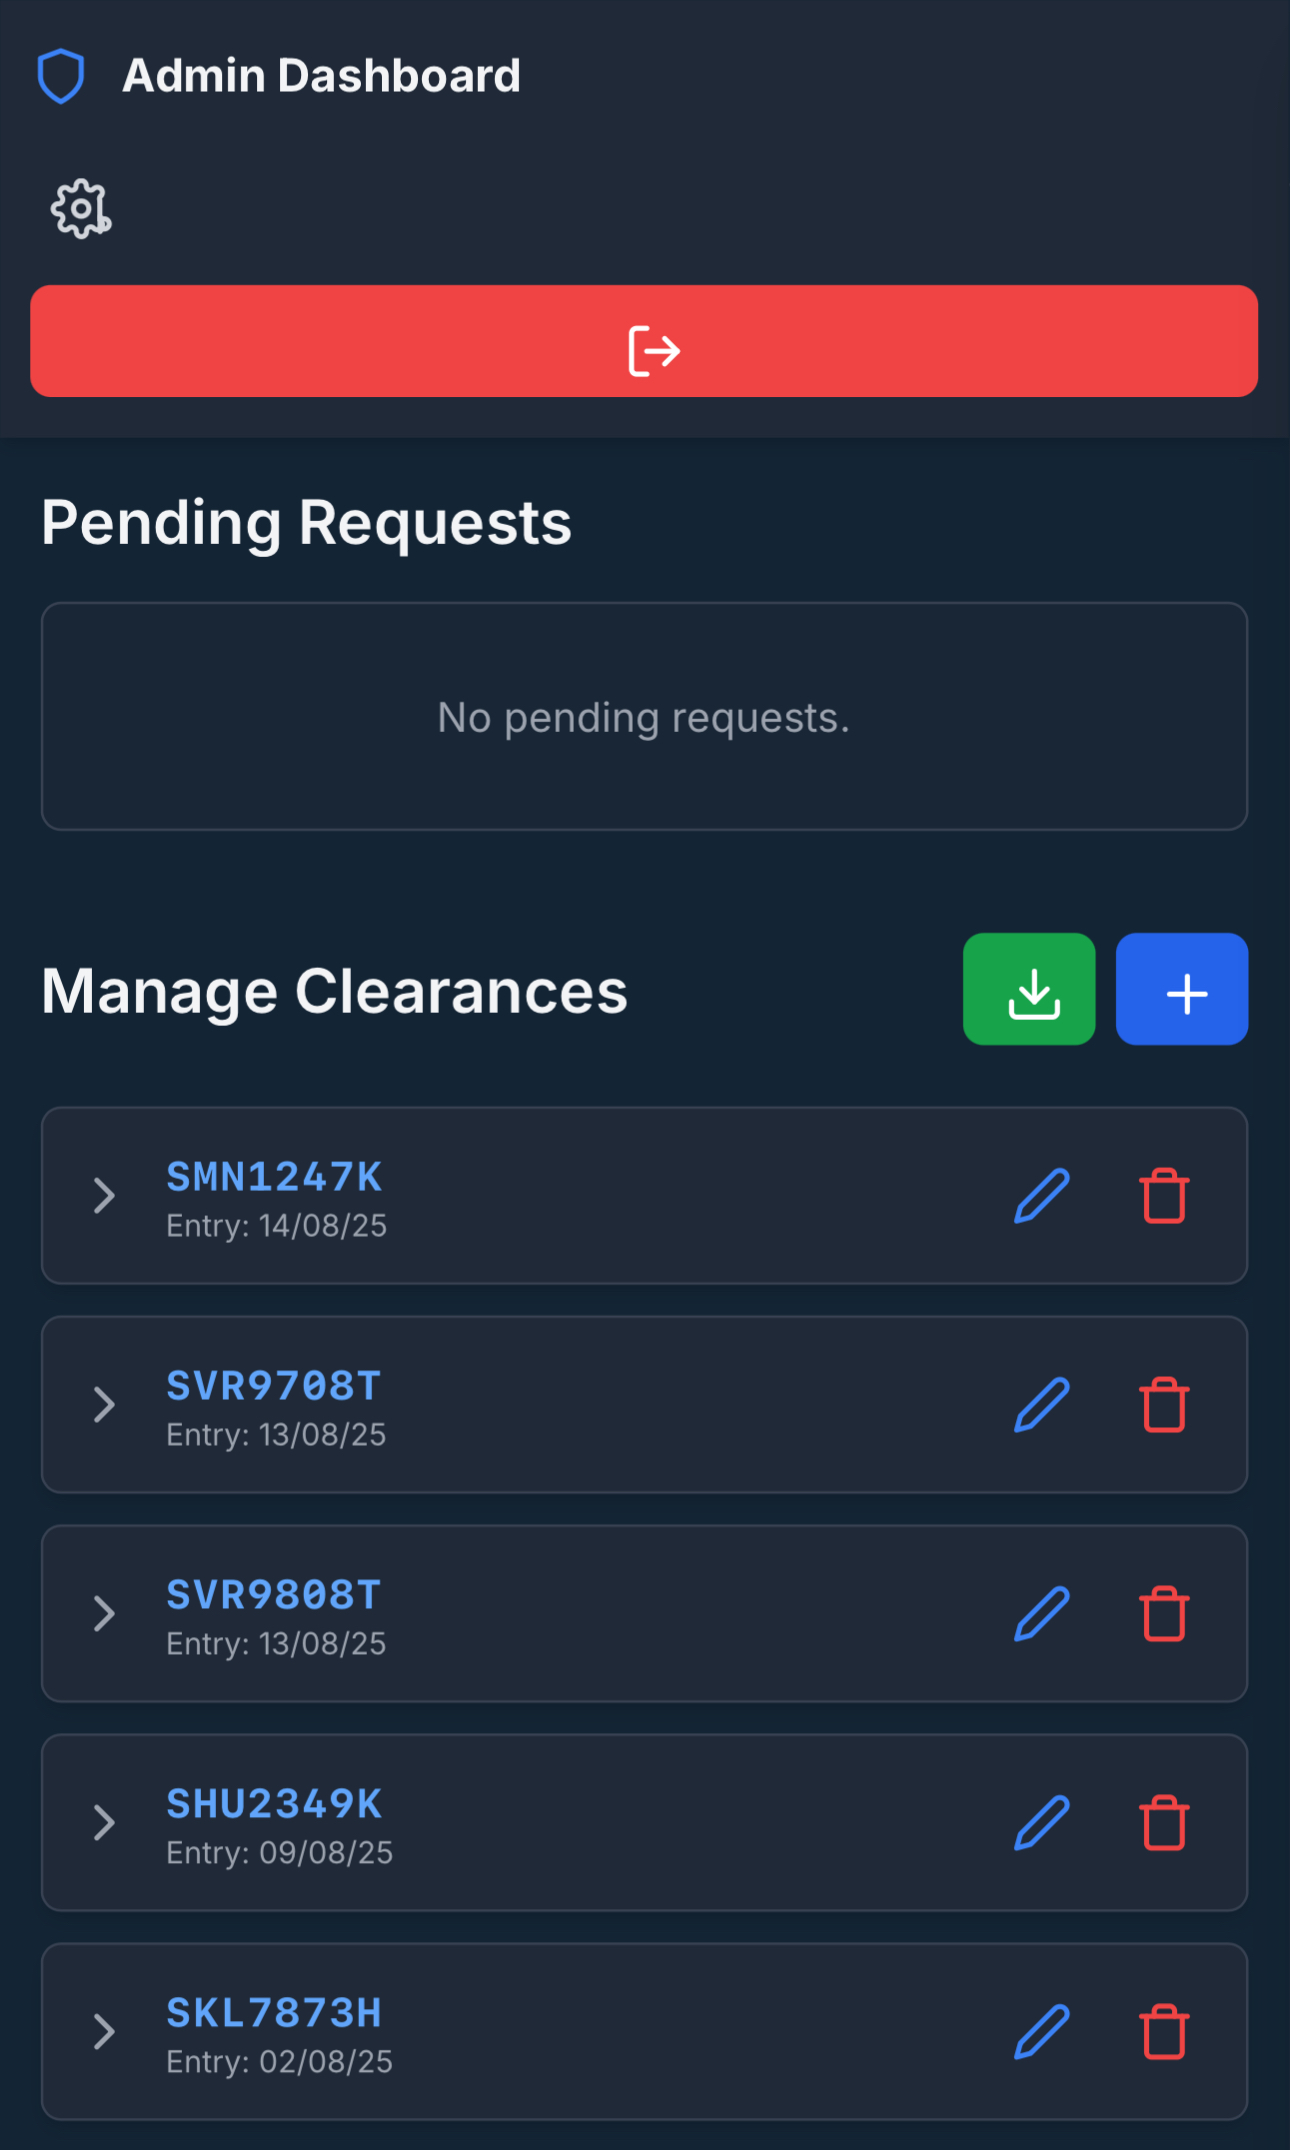 Admin Dashboard
Pending Requests
No pending requests.
Manage Clearances
SMN1247K
Entry: 14/08/25
SVR9708T
Entry: 13/08/25
SVR9808T
Entry: 13/08/25
SHU2349K
Entry: 09/08/25
SKL7873H
Entry: 02/08/25